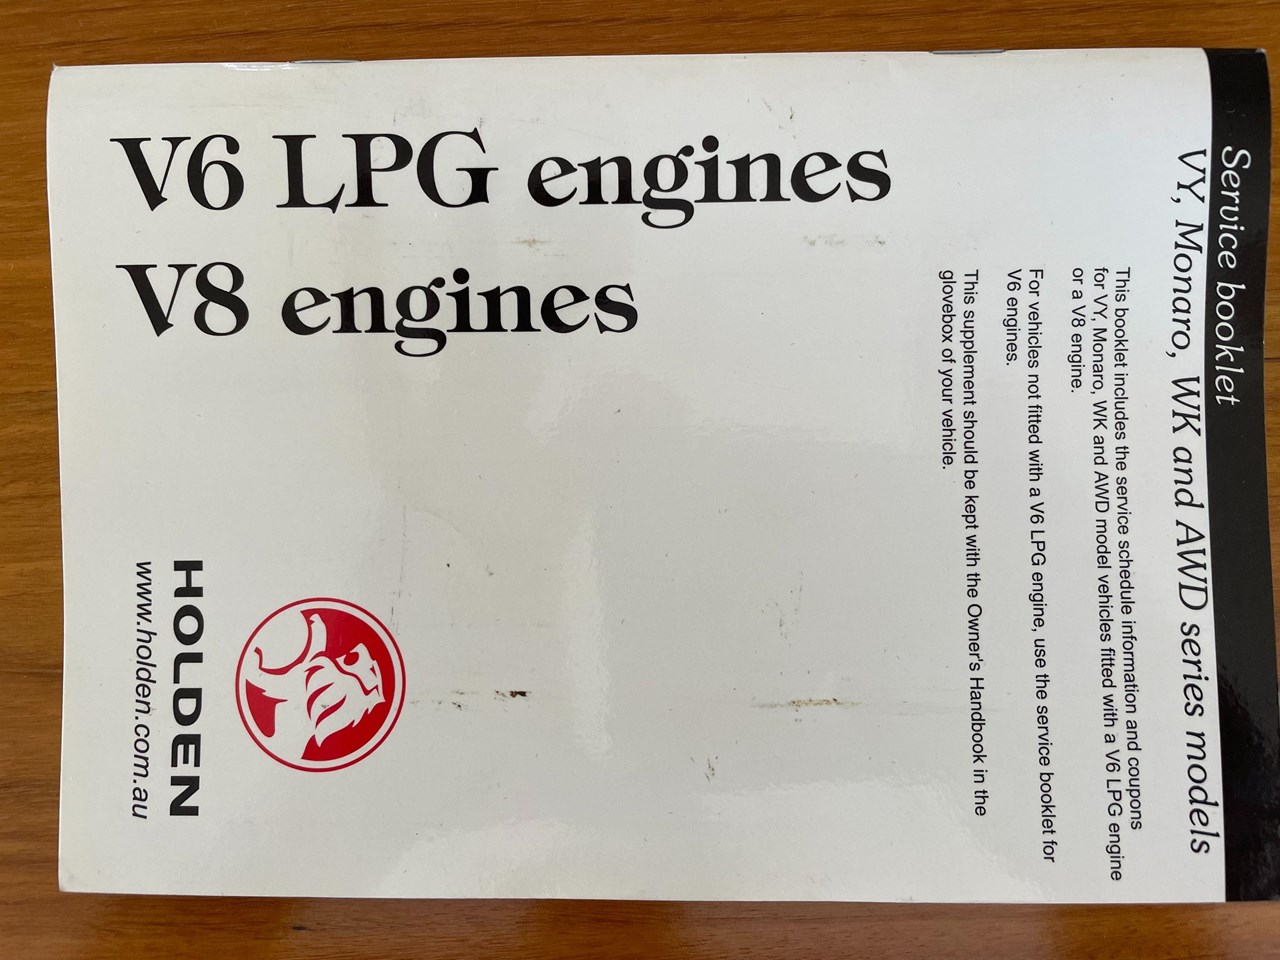 Service booklet
VY, Monaro, WK and AWD series models
This booklet includes the service schedule information and coupons
for VY, Monaro, WK and AWD model vehicles fitted with a V6 LPG engine
or a V8 engine.
For vehicles not fitted with a V6 LPG engine, use the service booklet for
V6 engines.
This supplement should be kept with the Owner's Handbook in the
glovebox of your vehicle.
V6 LPG engines
V8 engines
HOLDEN
www.holden.com.au